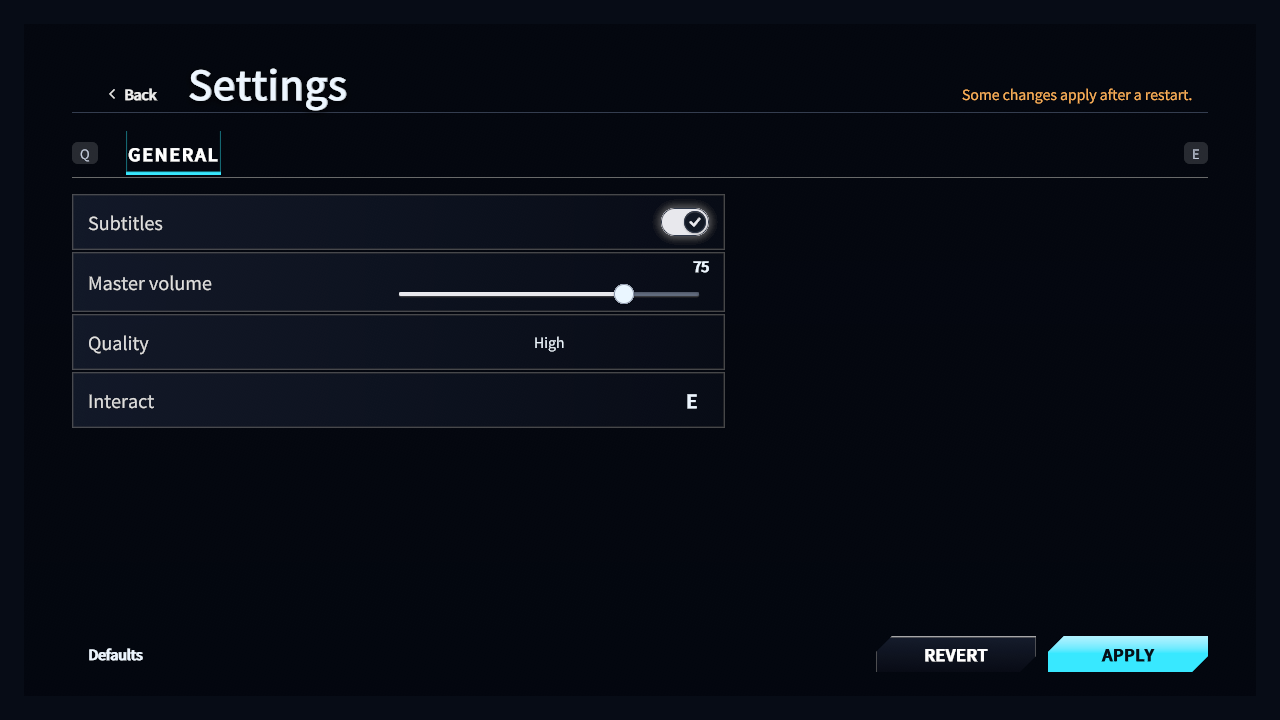 Back
Settings
Some changes apply after a restart.
Q
GENERAL
E
Subtitles
Master volume
75
Quality
High
Interact
E
Defaults
REVERT
APPLY